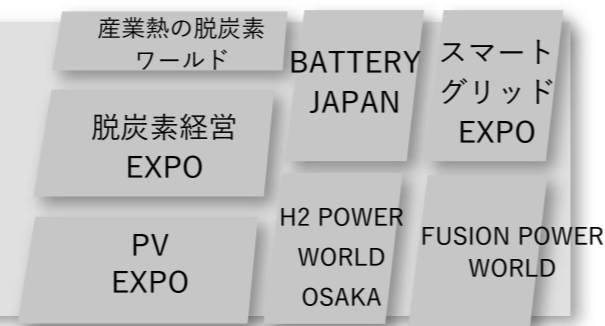 産業熱の脱炭素
ワールド
脱炭素経営
EXPO
PV
EXPO
BATTERY
JAPAN
H2 POWER
WORLD
OSAKA
スマート
グリッド
EXPO
FUSION POWER
WORLD